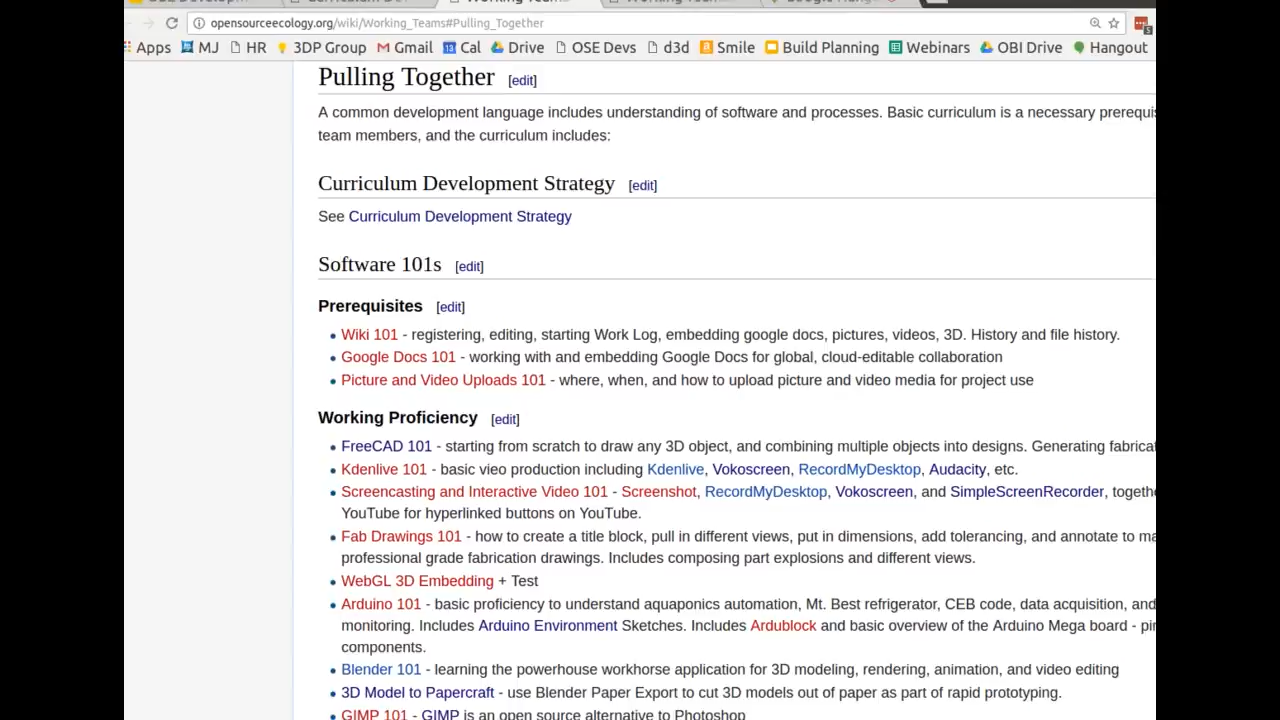 opensourceecology.org/wiki/Working_Teams#Pulling_Together
Apps MJ HR 3DP Group Gmail Cal Drive OSE Devs d3d Smile Build Planning Webinars OBI Drive Hangout
Pulling Together [edit]
A common development language includes understanding of software and processes. Basic curriculum is a necessary prerequis
team members, and the curriculum includes:
Curriculum Development Strategy [edit]
See Curriculum Development Strategy
Software 101s [edit]
Prerequisites [edit]
Wiki 101 - registering, editing, starting Work Log, embedding google docs, pictures, videos, 3D. History and file history.
Google Docs 101 - working with and embedding Google Docs for global, cloud-editable collaboration
Picture and Video Uploads 101 - where, when, and how to upload picture and video media for project use
Working Proficiency [edit]
FreeCAD 101 - starting from scratch to draw any 3D object, and combining multiple objects into designs. Generating fabricat
Kdenlive 101 - basic vieo production including Kdenlive, Vokoscreen, RecordMyDesktop, Audacity, etc.
Screencasting and Interactive Video 101 - Screenshot, RecordMyDesktop, Vokoscreen, and SimpleScreenRecorder, togethe
YouTube for hyperlinked buttons on YouTube.
Fab Drawings 101 - how to create a title block, pull in different views, put in dimensions, add tolerancing, and annotate to ma
professional grade fabrication drawings. Includes composing part explosions and different views.
WebGL 3D Embedding + Test
Arduino 101 - basic proficiency to understand aquaponics automation, Mt. Best refrigerator, CEB code, data acquisition, and
monitoring. Includes Arduino Environment Sketches. Includes Ardublock and basic overview of the Arduino Mega board - pin
components.
Blender 101 - learning the powerhouse workhorse application for 3D modeling, rendering, animation, and video editing
3D Model to Papercraft - use Blender Paper Export to cut 3D models out of paper as part of rapid prototyping.
GIMP 101 - GIMP is an open source alternative to Photoshop